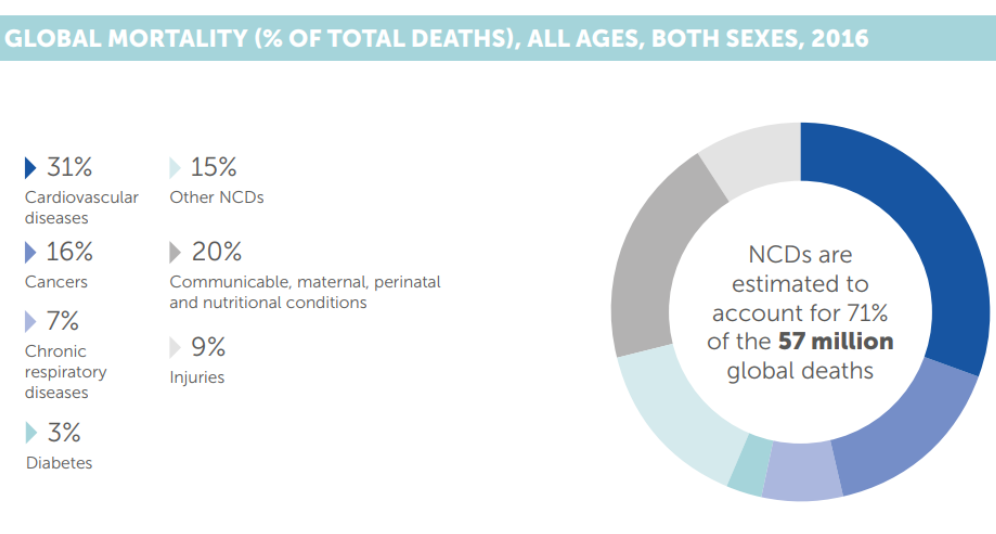 GLOBAL MORTALITY (% OF TOTAL DEATHS), ALL AGES, BOTH SEXES, 2016
31%
Cardiovascular
diseases
16%
Cancers
7%
Chronic
respiratory
diseases
3%
Diabetes
15%
Other NCDs
20%
Communicable, maternal, perinatal
and nutritional conditions
9%
Injuries
NCDs are
estimated to
account for 71%
of the 57 million
global deaths